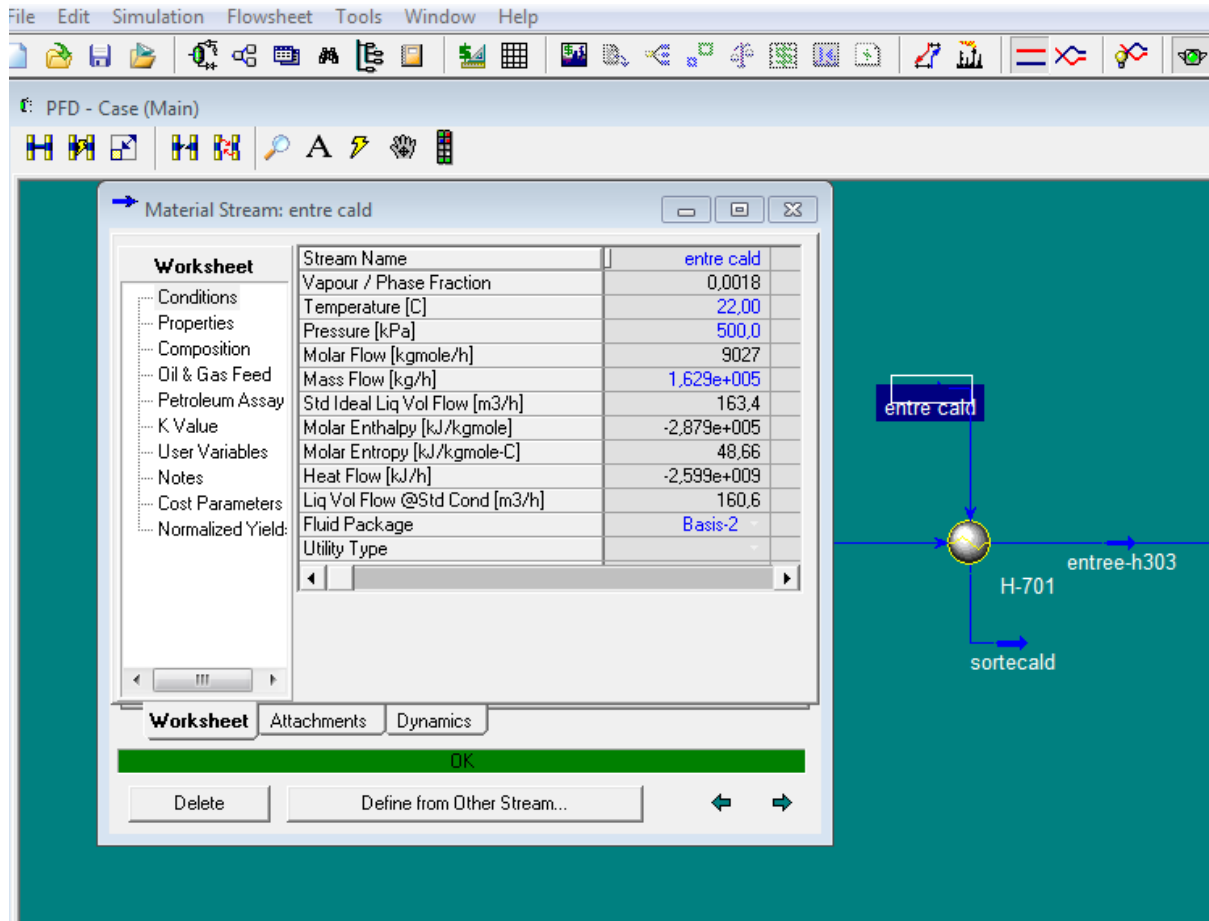 File Edit Simulation Flowsheet Tools Window Help
PFD - Case (Main)
A
Material Stream: entre cald
Worksheet
Conditions
Properties
Composition
Oil & Gas Feed
Petroleum Assay
K Value
User Variables
Notes
Cost Parameters
Normalized Yields
Stream Name entre cald
Vapour / Phase Fraction 0,0018
Temperature [C] 22,00
Pressure [kPa] 500,0
Molar Flow [kgmole/h] 9027
Mass Flow [kg/h] 1,629e+005
Std Ideal Liq Vol Flow [m3/h] 163,4
Molar Enthalpy [kJ/kgmole] -2,879e+005
Molar Entropy [kJ/kgmole-C] 48,66
Heat Flow [kJ/h] -2,599e+009
Liq Vol Flow @Std Cond [m3/h] 160,6
Fluid Package Basis-2
Utility Type
Worksheet Attachments Dynamics
OK
Delete Define from Other Stream...
entre cald
entree-h303
H-701
sortecald